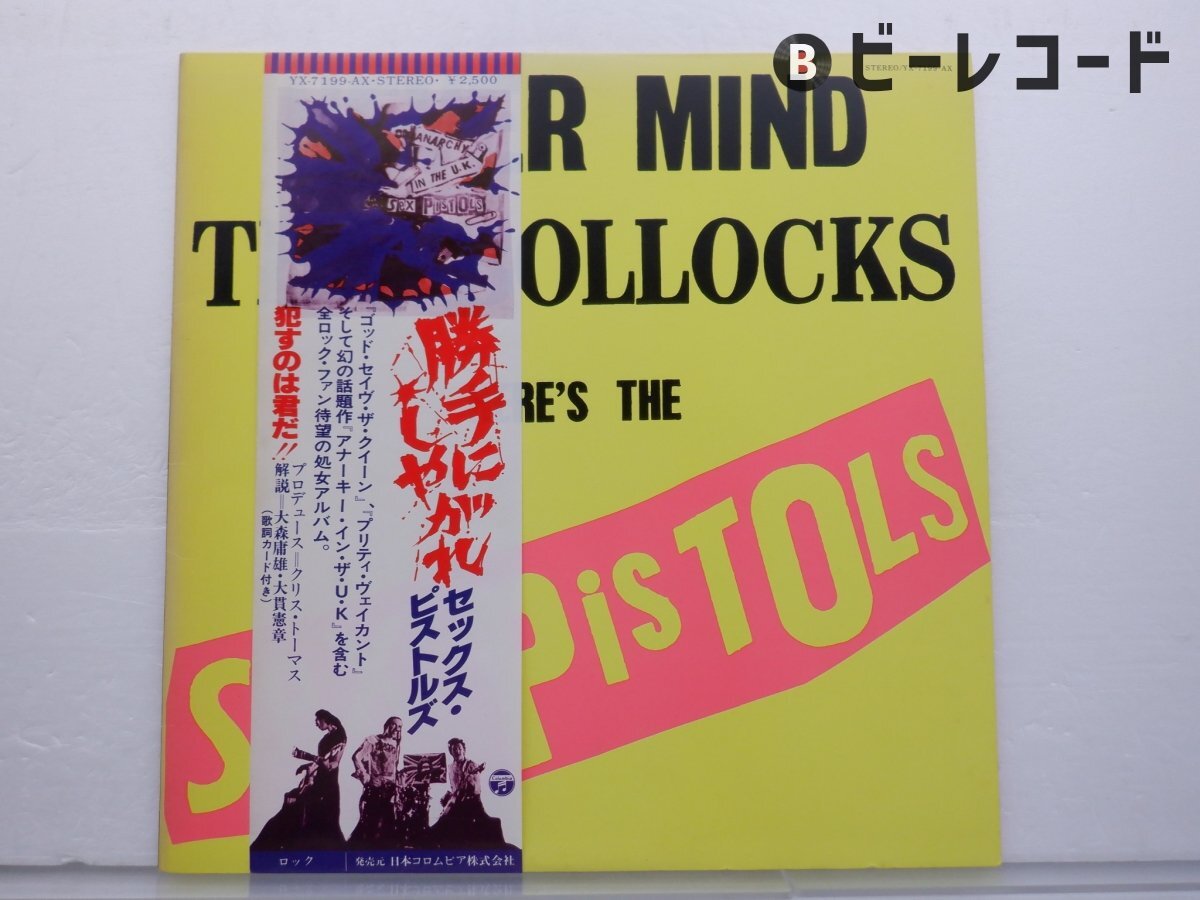 B ビーレコード
STEREO/YX-7199-AX
YX-7199-AX・STEREO・¥2,500
ER MIND
T OLLOCKS
RE'S THE
S PiSTOLS
ANARCHY
IN THE U.K.
SEX PiSTOLS
勝手にしやがれ
セックス・ピストルズ
『ゴッド・セイヴ・ザ・クイーン』、『プリティ・ヴェイカント』
そして幻の話題作『アナーキー・イン・ザ・U・K』を含む
全ロック・ファン待望の処女アルバム。
犯すのは君だ!!
プロデュース=クリス・トーマス
解説=大森庸雄・大貫憲章
(歌詞カード付き)
Columbia
ロック
発売元 日本コロムビア株式会社